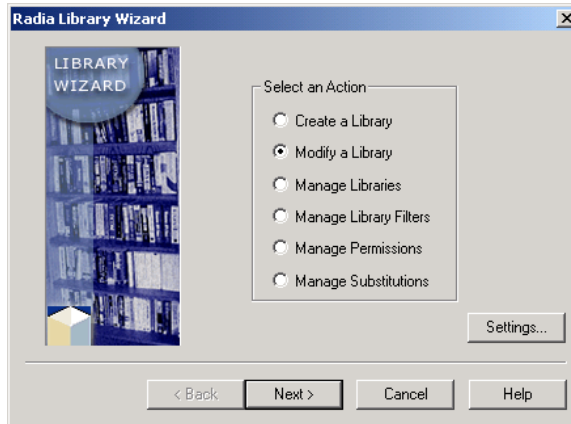 Radia Library Wizard
LIBRARY
WIZARD
Select an Action
Create a Library
Modify a Library
Manage Libraries
Manage Library Filters
Manage Permissions
Manage Substitutions
Settings...
< Back
Next >
Cancel
Help